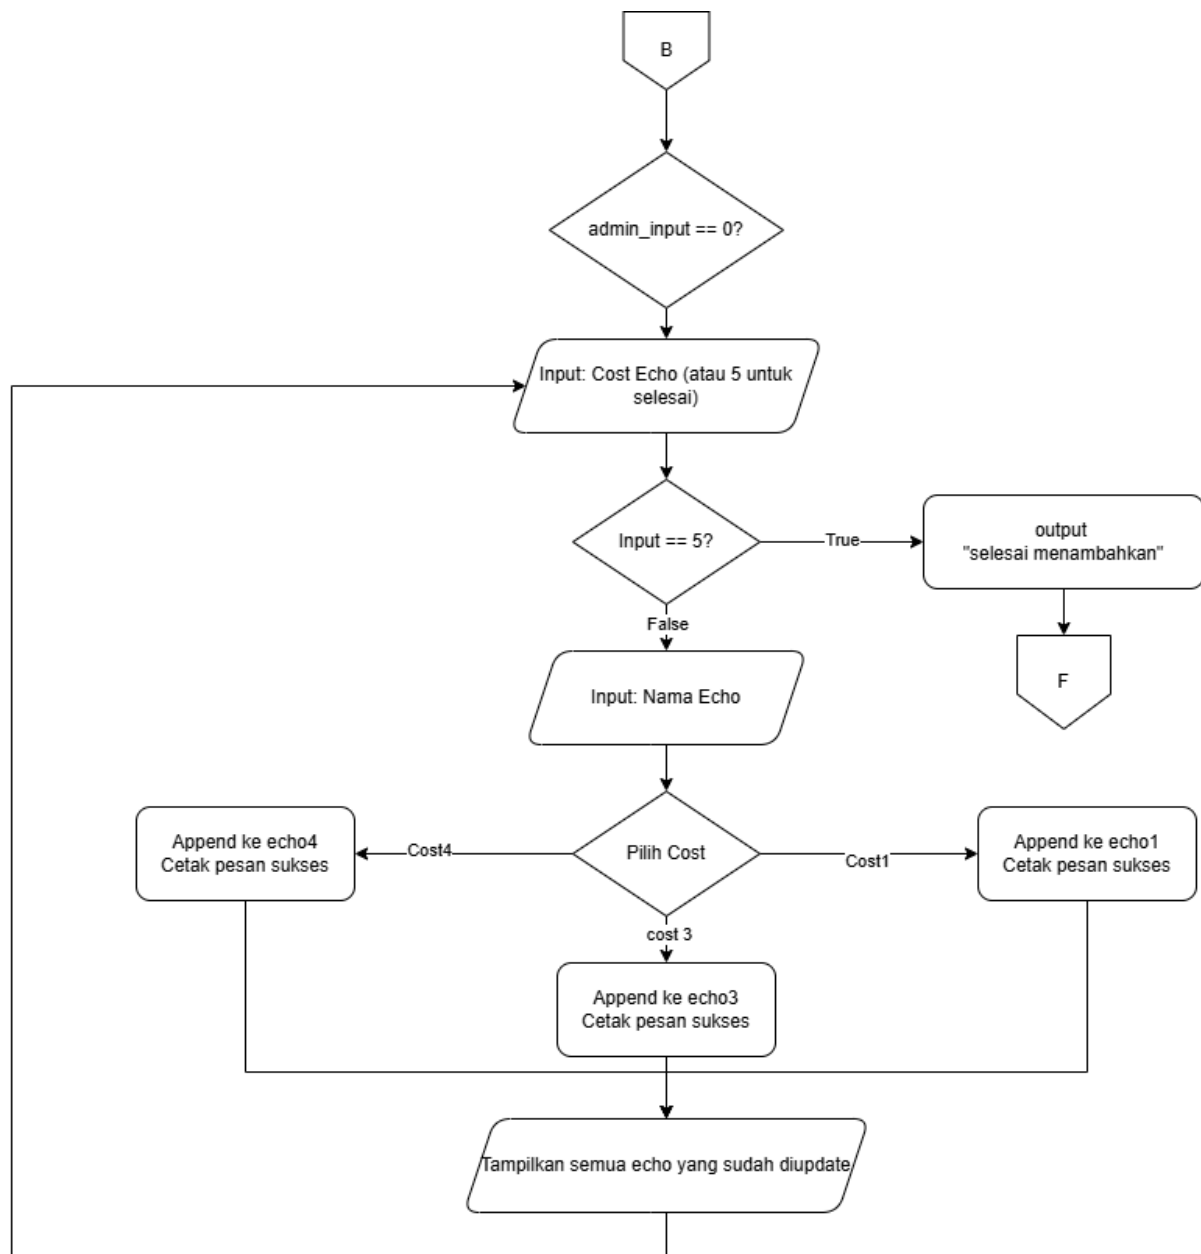 B
admin_input == 0?
Input: Cost Echo (atau 5 untuk
selesai)
Input == 5?
True
output
"selesai menambahkan"
False
F
Input: Nama Echo
Append ke echo4
Cetak pesan sukses
Cost4
Pilih Cost
Cost1
Append ke echo1
Cetak pesan sukses
cost 3
Append ke echo3
Cetak pesan sukses
Tampilkan semua echo yang sudah diupdate